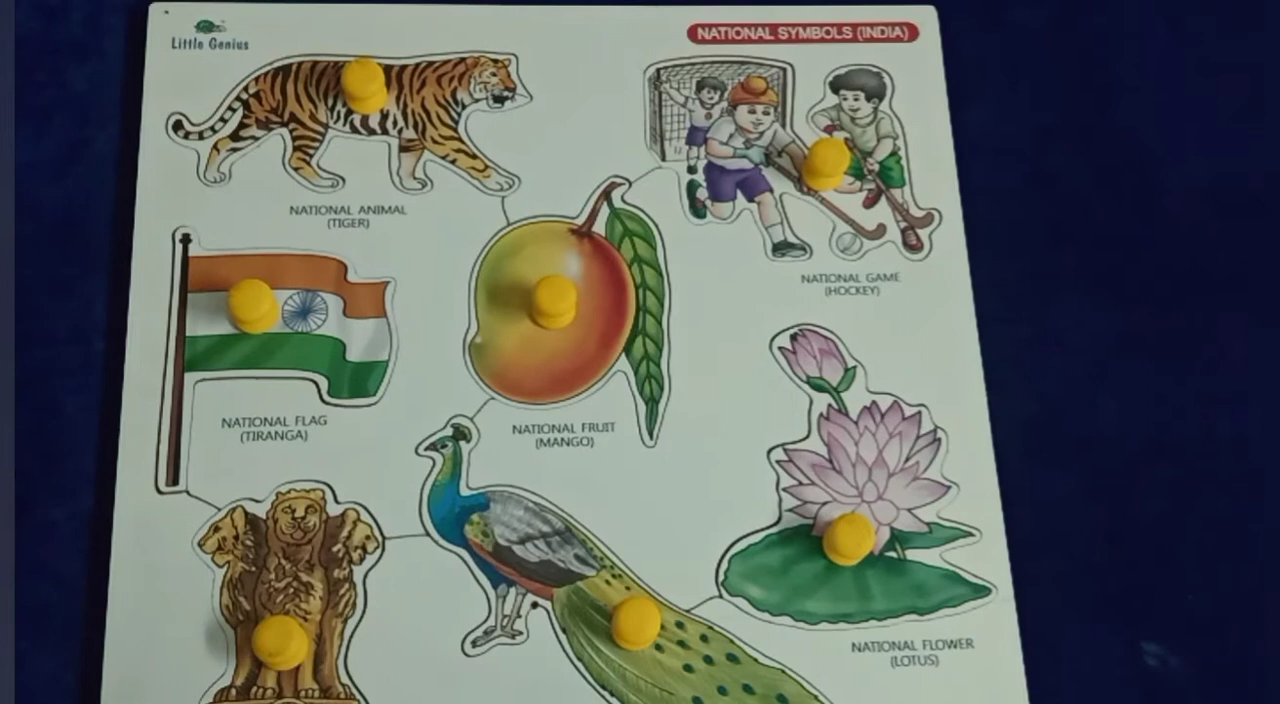 Little Genius
NATIONAL SYMBOLS (INDIA)
NATIONAL ANIMAL
(TIGER)
NATIONAL GAME
(HOCKEY)
NATIONAL FLAG
(TIRANGA)
NATIONAL FRUIT
(MANGO)
NATIONAL FLOWER
(LOTUS)